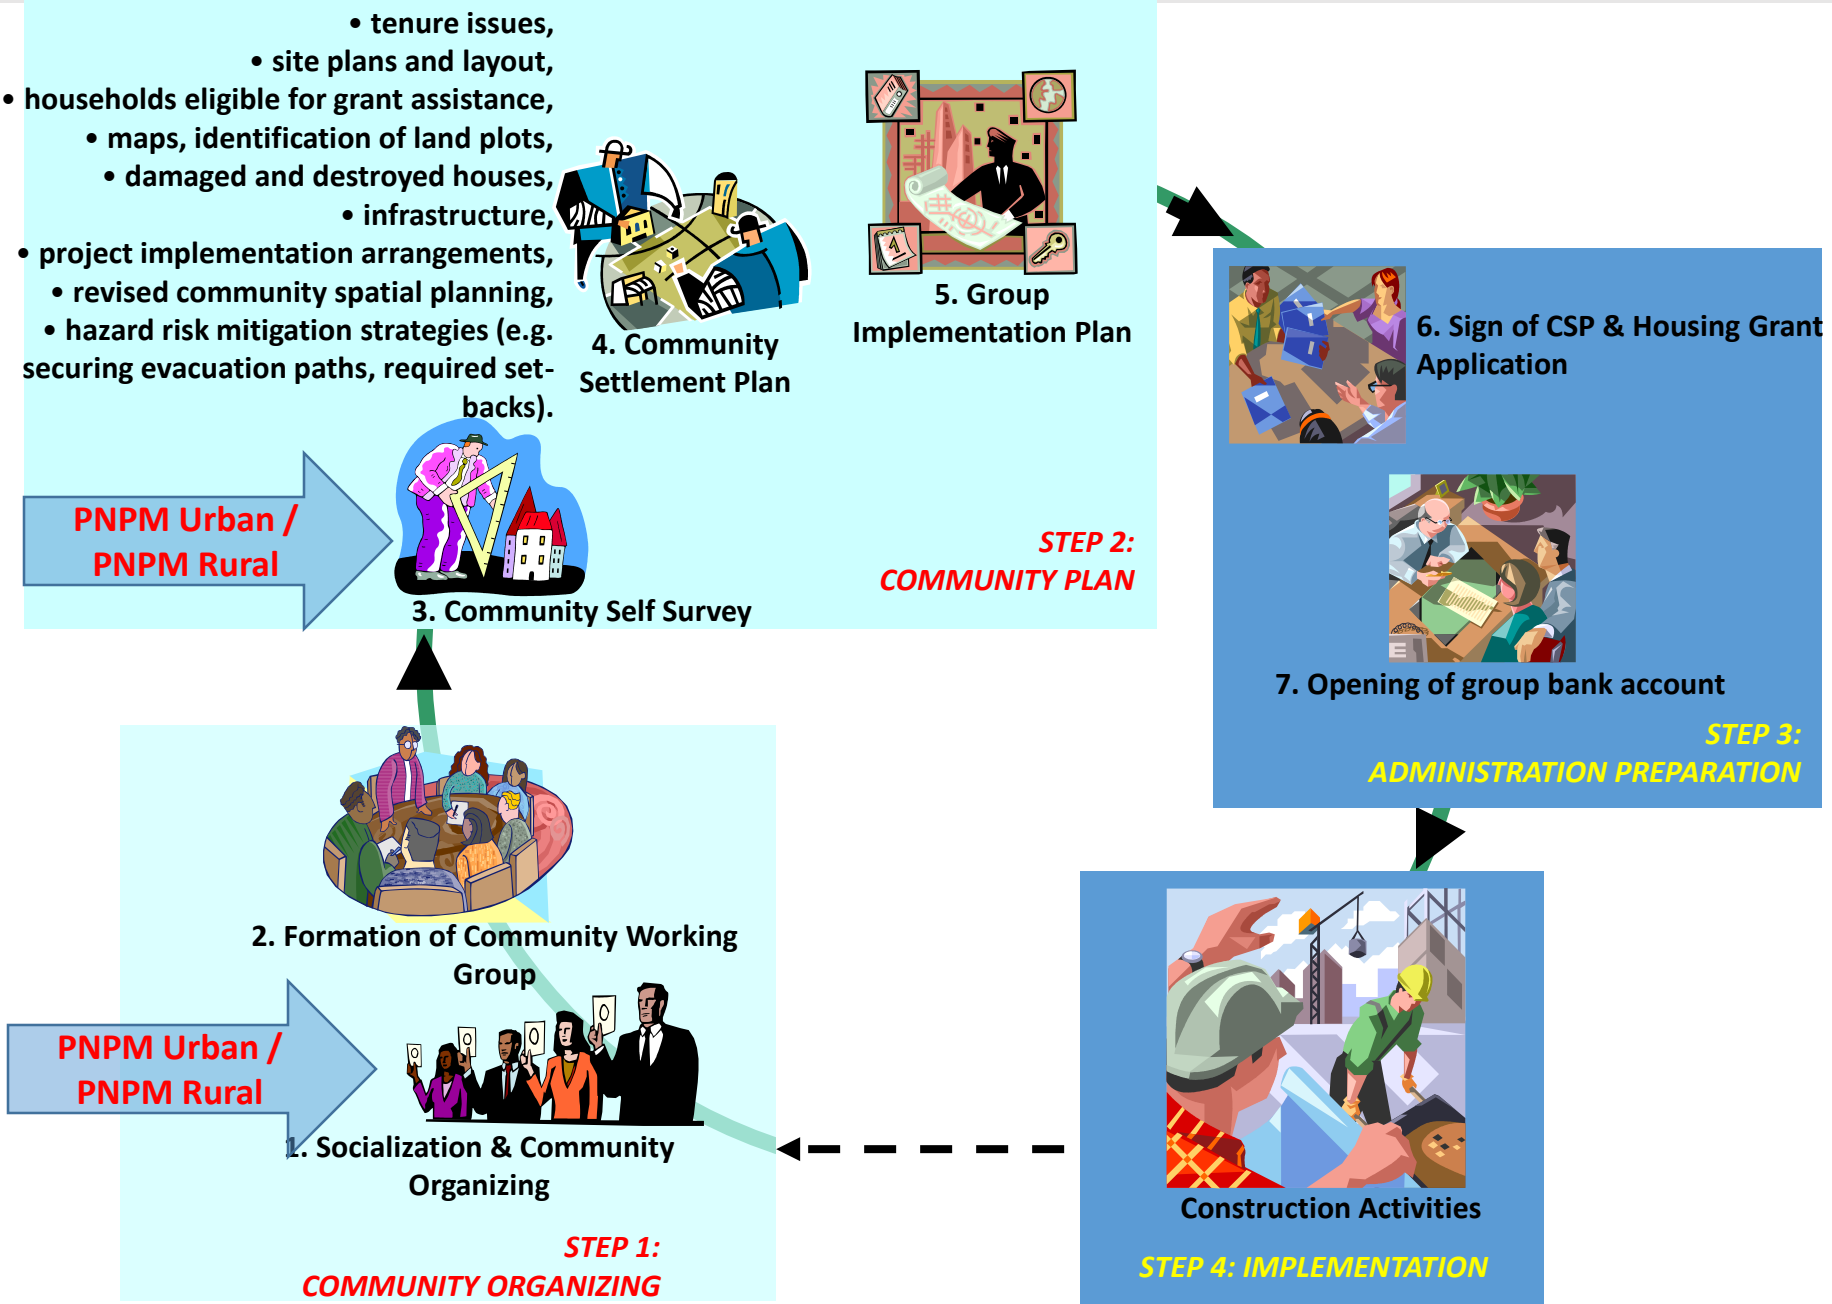 • tenure issues,
• site plans and layout,
• households eligible for grant assistance,
• maps, identification of land plots,
• damaged and destroyed houses,
• infrastructure,
• project implementation arrangements,
• revised community spatial planning,
• hazard risk mitigation strategies (e.g.
securing evacuation paths, required set-
backs).
4. Community
Settlement Plan
5. Group
Implementation Plan
6. Sign of CSP & Housing Grant
Application
PNPM Urban /
PNPM Rural
3. Community Self Survey
STEP 2:
COMMUNITY PLAN
7. Opening of group bank account
STEP 3:
ADMINISTRATION PREPARATION
2. Formation of Community Working
Group
PNPM Urban /
PNPM Rural
1. Socialization & Community
Organizing
STEP 1:
COMMUNITY ORGANIZING
Construction Activities
STEP 4: IMPLEMENTATION